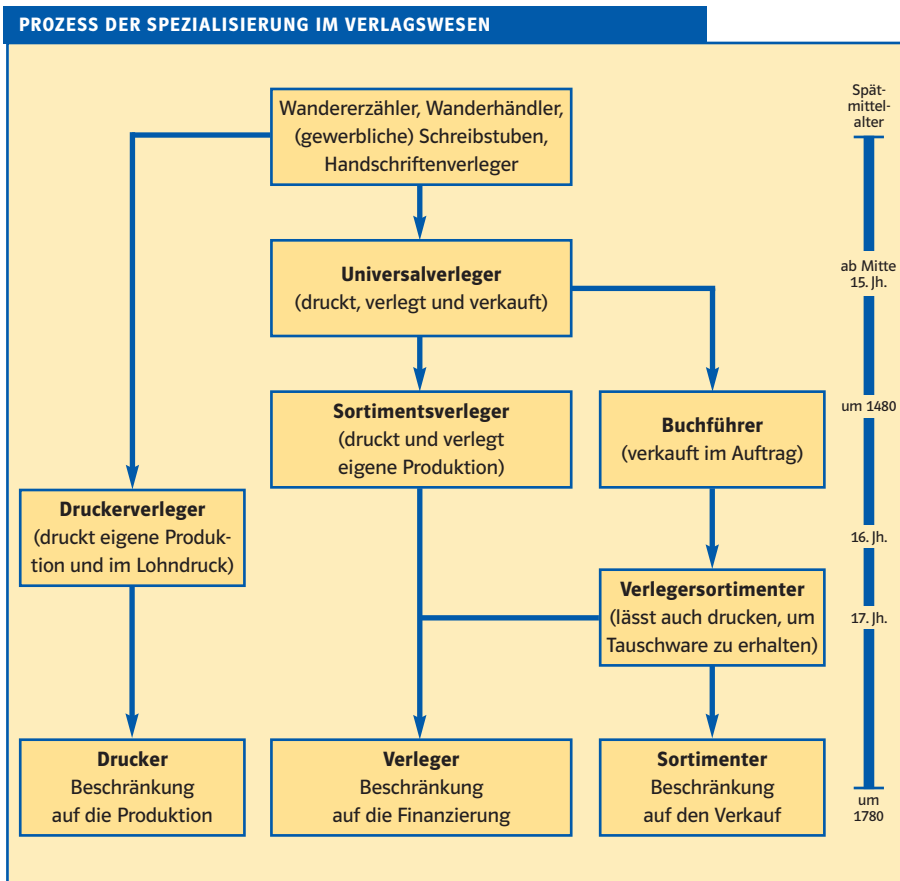 PROZESS DER SPEZIALISIERUNG IM VERLAGSWESEN
Wandererzähler, Wanderhändler,
(gewerbliche) Schreibstuben,
Handschriftenverleger
Spät-
mittel-
alter
Universalverleger
(druckt, verlegt und verkauft)
ab Mitte
15. Jh.
Sortimentsverleger
(druckt und verlegt
eigene Produktion)
Buchführer
(verkauft im Auftrag)
um 1480
Druckerverleger
(druckt eigene Produk-
tion und im Lohndruck)
16. Jh.
Verlegersortimenter
(lässt auch drucken, um
Tauschware zu erhalten)
17. Jh.
Drucker
Beschränkung
auf die Produktion
Verleger
Beschränkung
auf die Finanzierung
Sortimenter
Beschränkung
auf den Verkauf
um
1780